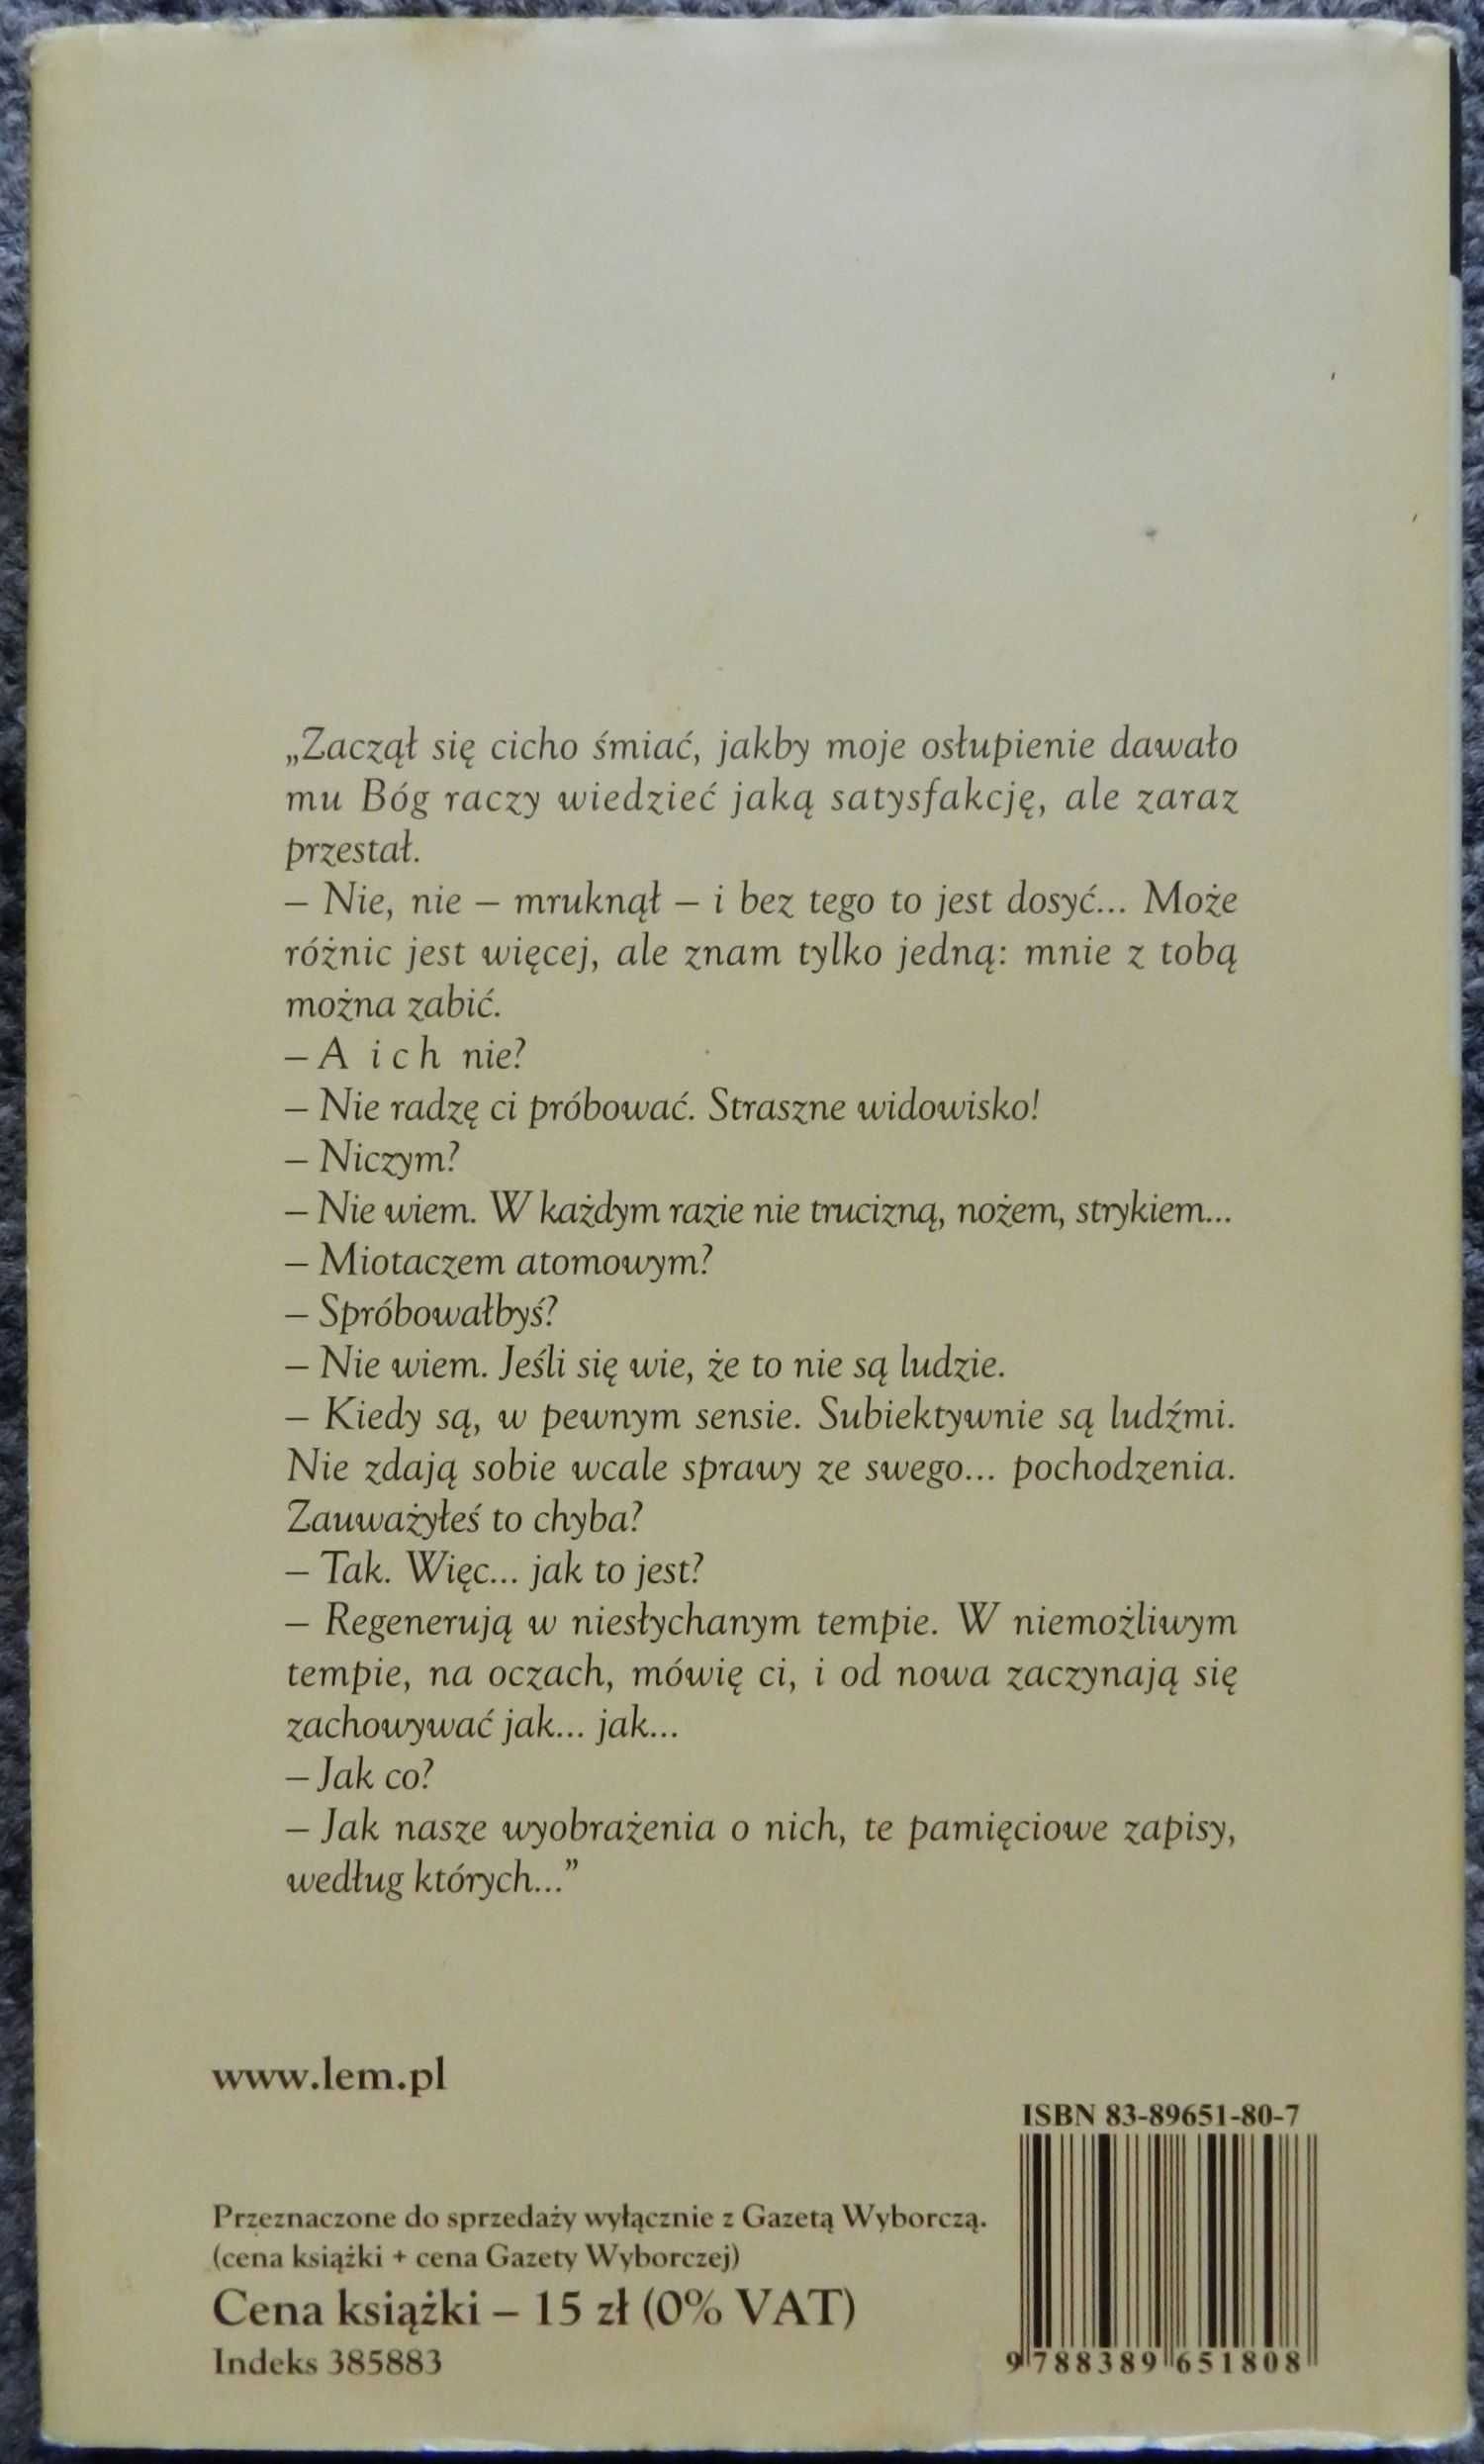 „Zaczął się cicho śmiać, jakby moje osłupienie dawało
mu Bóg raczy wiedzieć jaką satysfakcję, ale zaraz
przestał.
– Nie, nie – mruknął – i bez tego to jest dosyć... Może
różnic jest więcej, ale znam tylko jedną: mnie z tobą
można zabić.
– A i c h nie?
– Nie radzę ci próbować. Straszne widowisko!
– Niczym?
– Nie wiem. W każdym razie nie trucizną, nożem, strykiem...
– Miotaczem atomowym?
– Spróbowałbyś?
– Nie wiem. Jeśli się wie, że to nie są ludzie.
– Kiedy są, w pewnym sensie. Subiektywnie są ludźmi.
Nie zdają sobie wcale sprawy ze swego... pochodzenia.
Zauważyłeś to chyba?
– Tak. Więc... jak to jest?
– Regenerują w niesłychanym tempie. W niemożliwym
tempie, na oczach, mówię ci, i od nowa zaczynają się
zachowywać jak... jak...
– Jak co?
– Jak nasze wyobrażenia o nich, te pamięciowe zapisy,
według których...”
www.lem.pl
ISBN 83-89651-80-7
Przeznaczone do sprzedaży wyłącznie z Gazetą Wyborczą.
(cena książki + cena Gazety Wyborczej)
Cena książki – 15 zł (0% VAT)
Indeks 385883
9 788389 651808